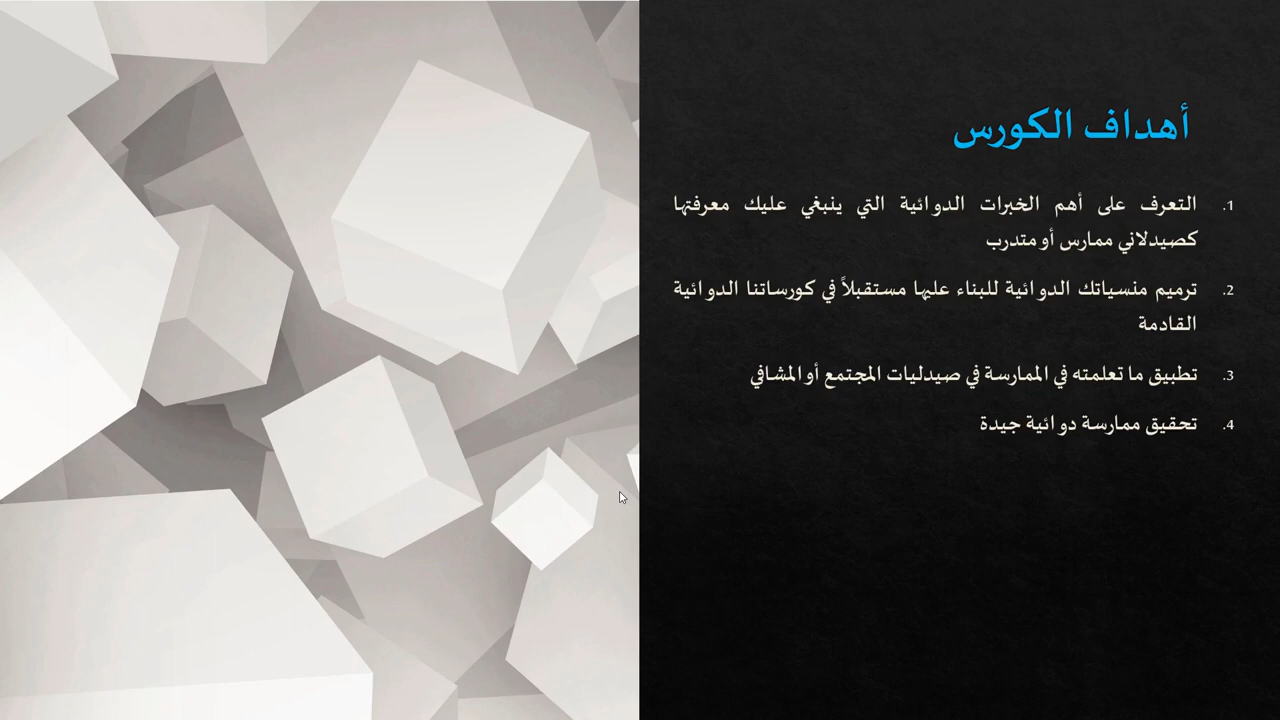 أهداف الكورس
1. التعرف على أهم الخبرات الدوائية التي ينبغي عليك معرفتها
كصيدلاني ممارس أو متدرب
2. ترميم منسياتك الدوائية للبناء عليها مستقبلاً في كورساتنا الدوائية
القادمة
3. تطبيق ما تعلمته في الممارسة في صيدليات المجتمع أو المشافي
4. تحقيق ممارسة دوائية جيدة